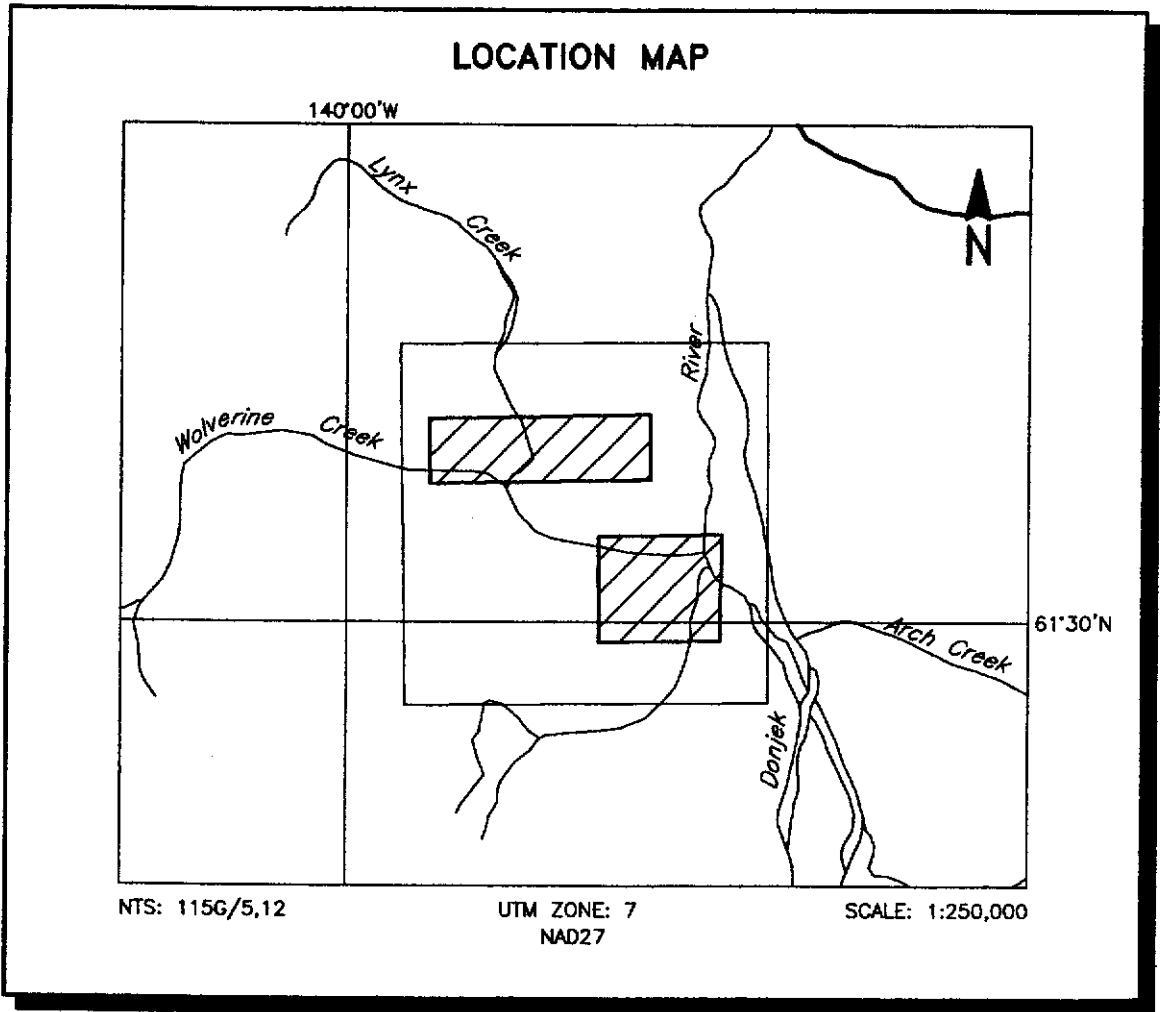 LOCATION MAP
140°00'W
Lynx
Creek
N
River
Wolverine
Creek
61°30'N
Arch Creek
Donjek
NTS: 115G/5,12
UTM ZONE: 7
SCALE: 1:250,000
NAD27